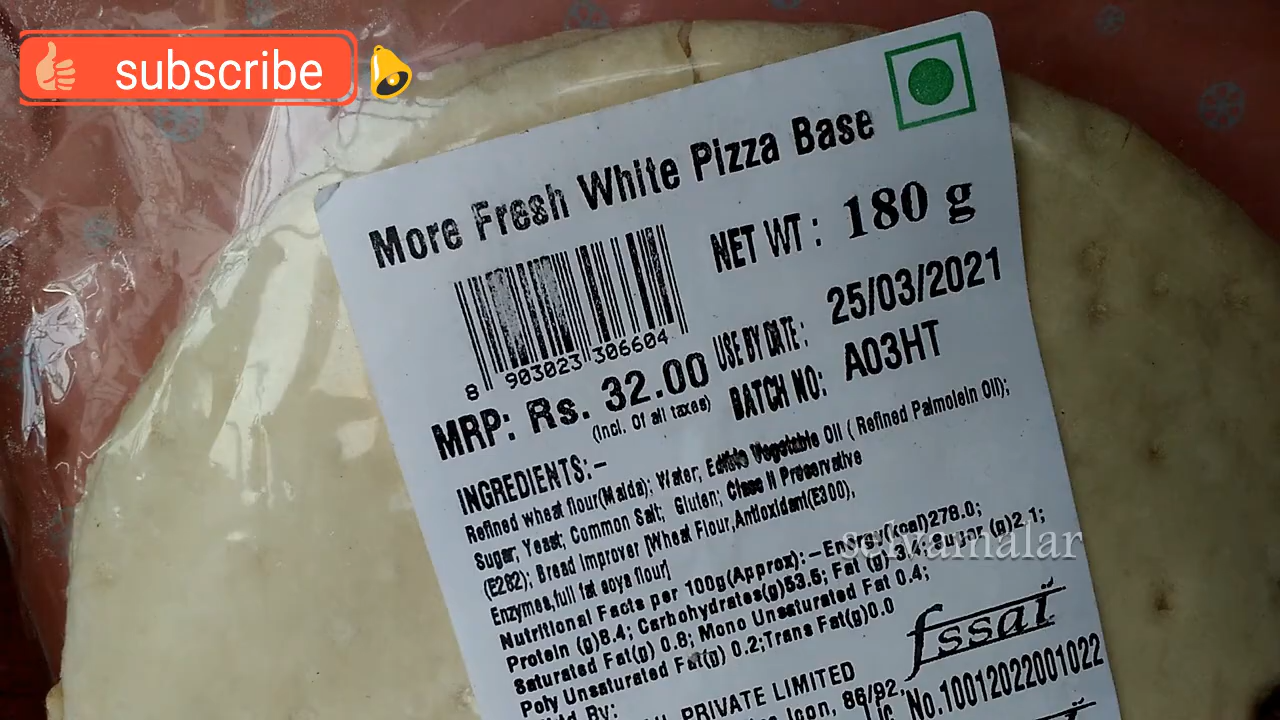 subscribe
More Fresh White Pizza Base
NET WT : 180 g
8 903023 306604
USE BY DATE : 25/03/2021
MRP: Rs. 32.00
(Incl. Of all taxes)
BATCH NO: A03HT
INGREDIENTS:-
Refined wheat flour(Maida); Water; Edible Vegetable Oil ( Refined Palmolein Oil);
Sugar; Yeast; Common Salt; Gluten; Class II Preservative
(E282); Bread Improver [Wheat Flour,Antioxidant(E300),
Enzymes,full fat soya flour]
Nutritional Facts per 100g(Approx):-Energy(kcal)278.0;
Protein (g)8.4; Carbohydrates(g)53.5; Fat (g) 3.4; Sugar (g)2.1;
Saturated Fat(g) 0.8; Mono Unsaturated Fat 0.4;
Poly Unsaturated Fat(g) 0.2;Trans Fat(g)0.0
selvamalar
fssai
By:
PRIVATE LIMITED
Icon, 86/92,
Lic No.10012022001022